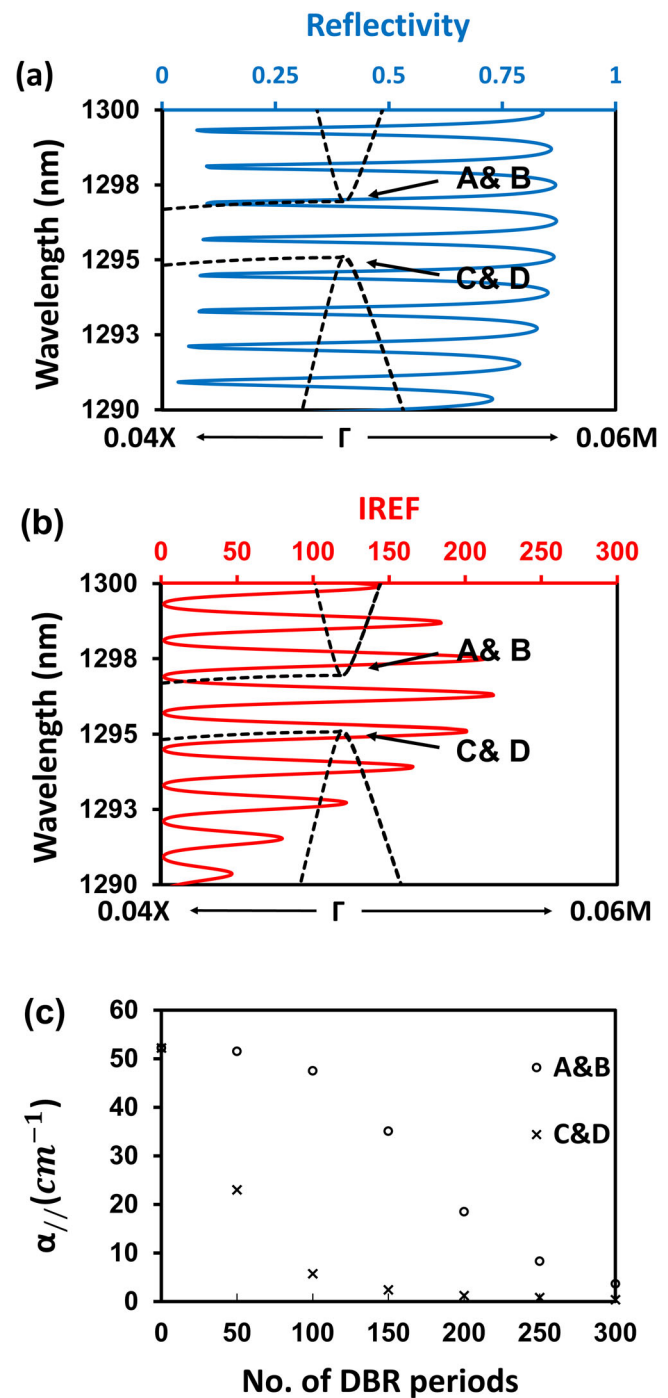 Reflectivity
(a)
0 0.25 0.5 0.75 1
1300
1298
1295
1293
1290
Wavelength (nm)
A& B
C& D
0.04X Γ 0.06M
(b)
IREF
0 50 100 150 200 250 300
1300
1298
1295
1293
1290
Wavelength (nm)
A& B
C& D
0.04X Γ 0.06M
(c)
60
50
40
30
20
10
0
α//(cm⁻¹)
A&B
C&D
0 50 100 150 200 250 300
No. of DBR periods